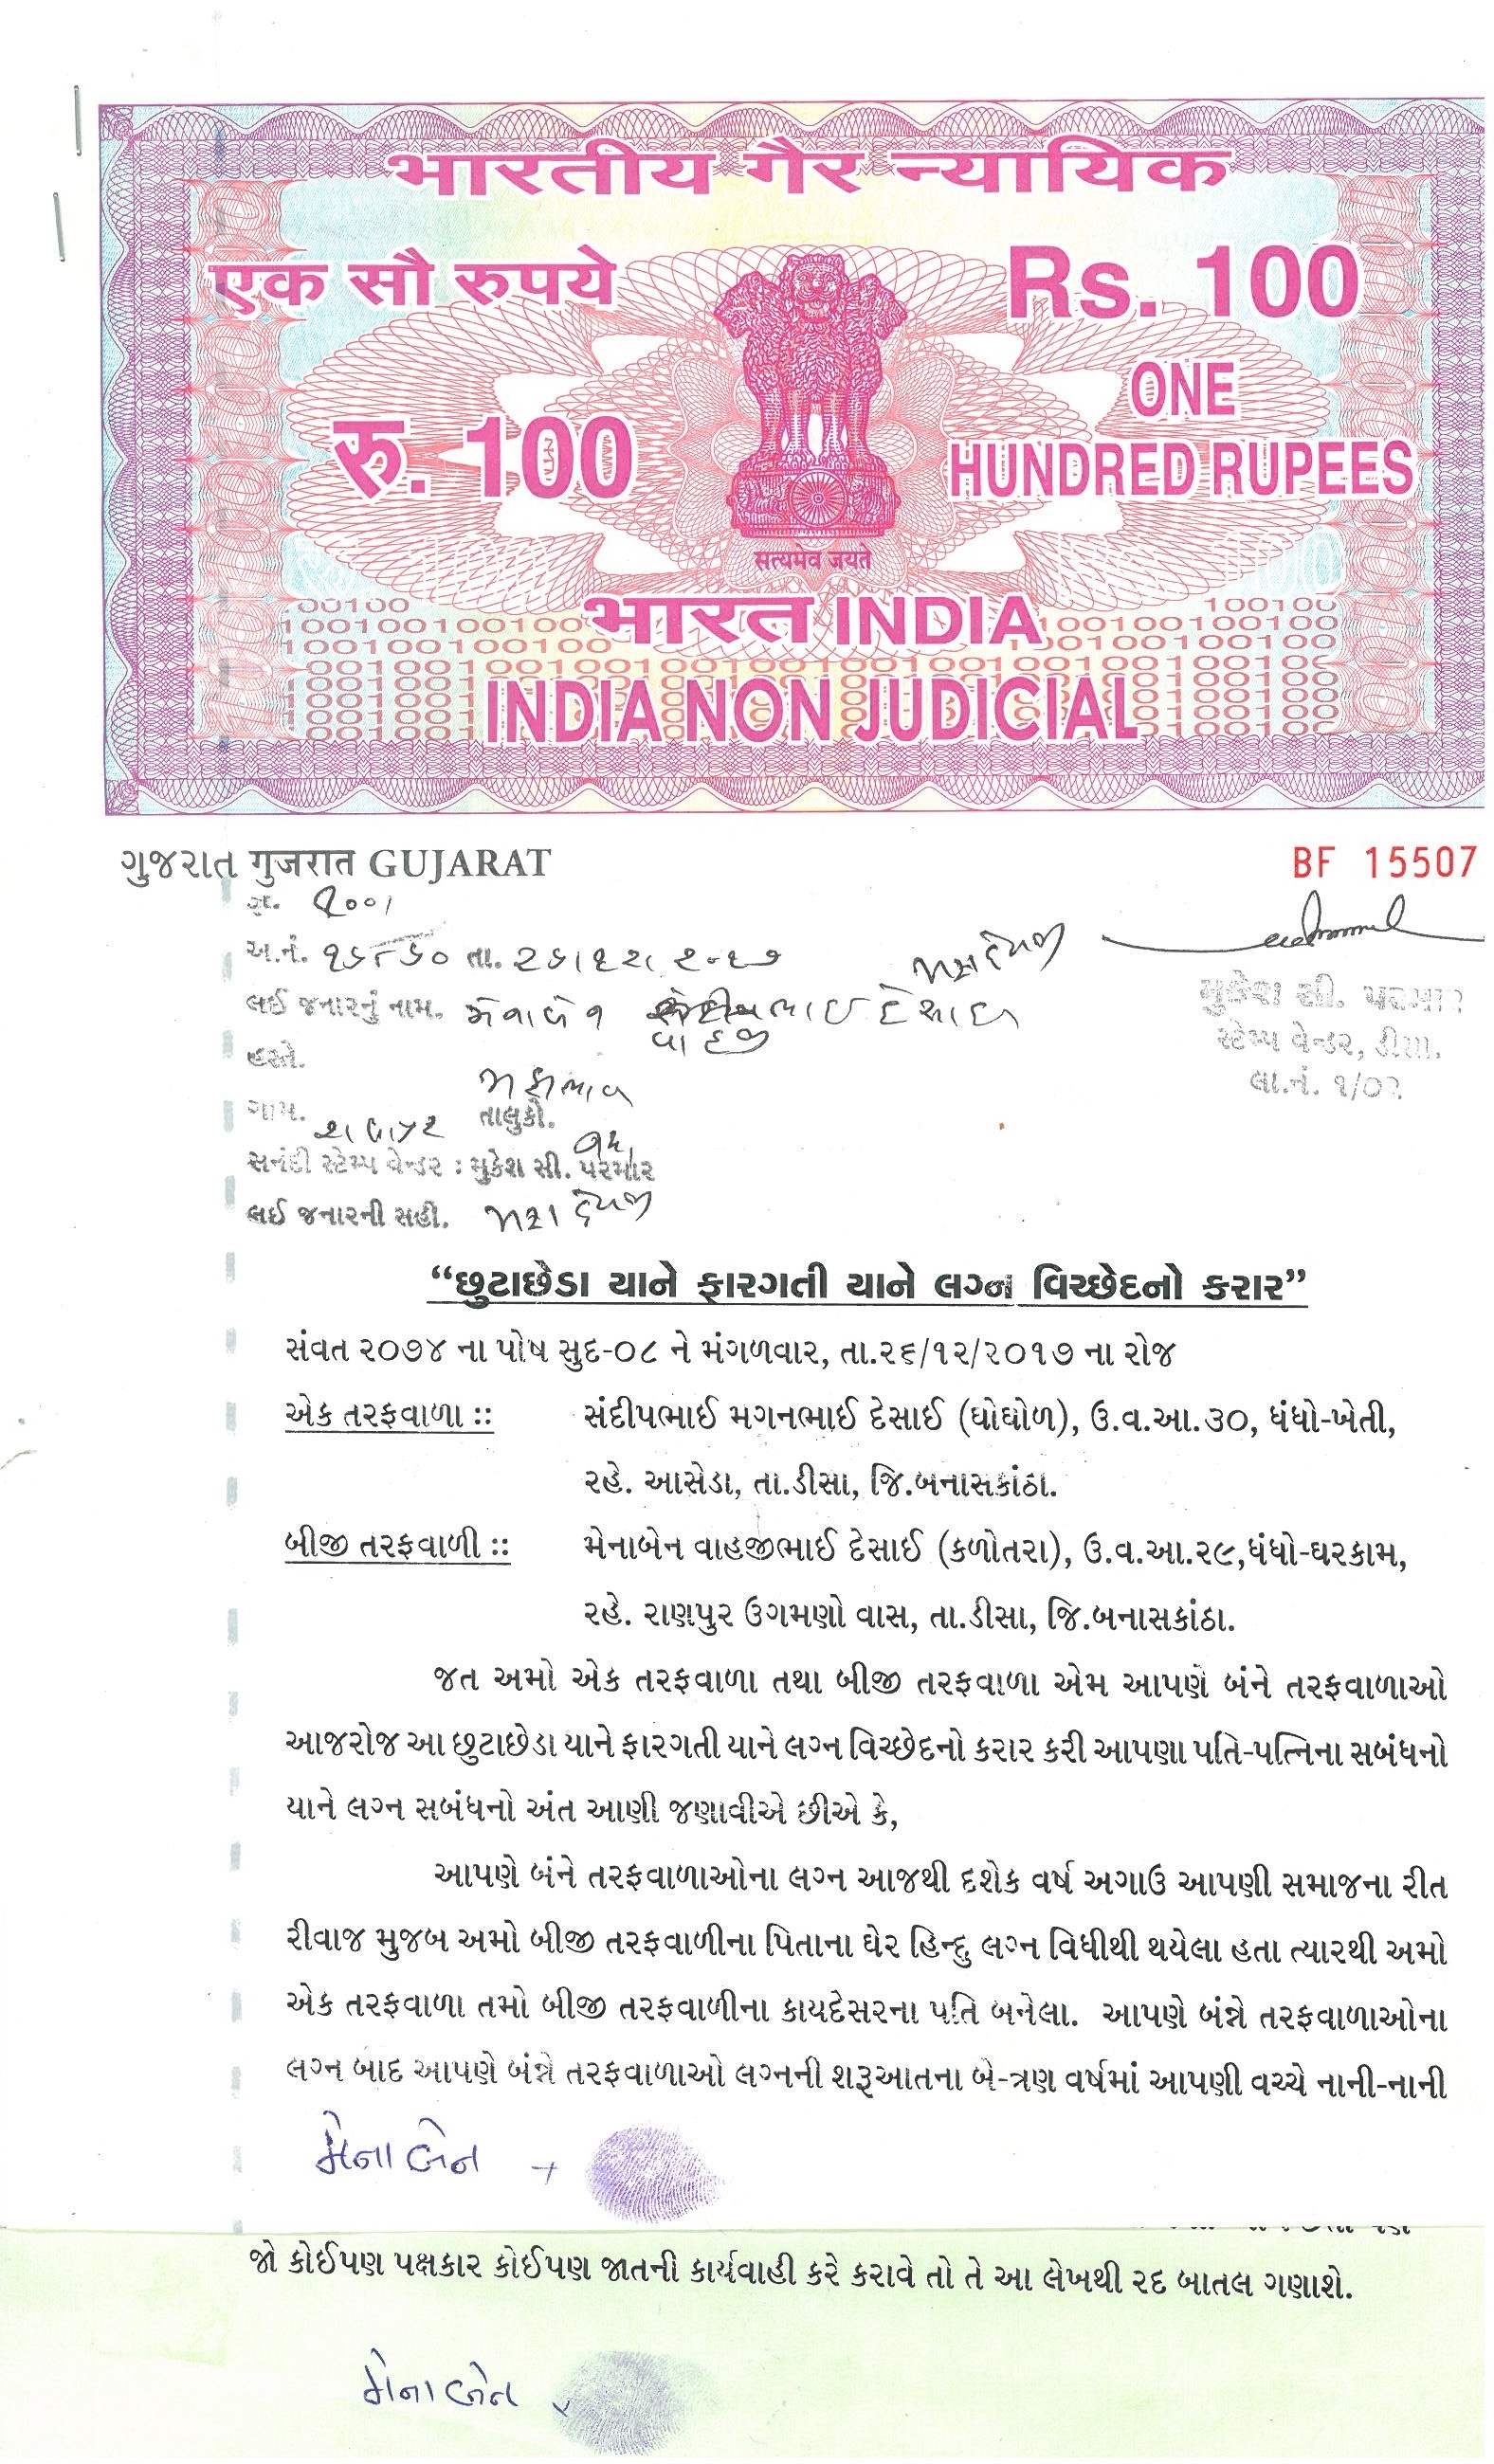 भारतीय गैर न्यायिक
एक सौ रुपये
Rs. 100
रु. 100
ONE
HUNDRED RUPEES
सत्यमेव जयते
भारत INDIA
INDIA NON JUDICIAL
ગુજરાત गुजरात GUJARAT
BF 15507
રૂ. ૧૦૦/
અ.નં. તા. ૨૬/૧૨/૨૦૧૭
લઈ જનારનું નામ. મેનાબેન દેસાઈ
વાહજી
હસ્તે.
ગામ. રાણપુર તાલુકો.
સનંદી સ્ટેમ્પ વેન્ડર : મુકેશ સી. પરમાર
લઈ જનારની સહી.
મુકેશ સી. પરમાર
સ્ટેમ્પ વેન્ડર, ડીસા.
લા.નં. ૧/૦૨
“છુટાછેડા યાને ફારગતી યાને લગ્ન વિચ્છેદનો કરાર”
સંવત ૨૦૭૪ ના પોષ સુદ-૦૮ ને મંગળવાર, તા.૨૬/૧૨/૨૦૧૭ ના રોજ
એક તરફવાળા :: સંદીપભાઈ મગનભાઈ દેસાઈ (ઘોઘોળ), ઉ.વ.આ.૩૦, ધંધો-ખેતી,
રહે. આસેડા, તા.ડીસા, જિ.બનાસકાંઠા.
બીજી તરફવાળી :: મેનાબેન વાહજીભાઈ દેસાઈ (કળોતરા), ઉ.વ.આ.૨૯,ધંધો-ઘરકામ,
રહે. રાણપુર ઉગમણો વાસ, તા.ડીસા, જિ.બનાસકાંઠા.
જત અમો એક તરફવાળા તથા બીજી તરફવાળા એમ આપણે બંને તરફવાળાઓ
આજરોજ આ છુટાછેડા યાને ફારગતી યાને લગ્ન વિચ્છેદનો કરાર કરી આપણા પતિ-પત્નિના સબંધનો
યાને લગ્ન સબંધનો અંત આણી જણાવીએ છીએ કે,
આપણે બંને તરફવાળાઓના લગ્ન આજથી દશેક વર્ષ અગાઉ આપણી સમાજના રીત
રીવાજ મુજબ અમો બીજી તરફવાળીના પિતાના ઘેર હિન્દુ લગ્ન વિધીથી થયેલા હતા ત્યારથી અમો
એક તરફવાળા તમો બીજી તરફવાળીના કાયદેસરના પતિ બનેલા. આપણે બંન્ને તરફવાળાઓના
લગ્ન બાદ આપણે બંન્ને તરફવાળાઓ લગ્નની શરૂઆતના બે-ત્રણ વર્ષમાં આપણી વચ્ચે નાની-નાની
મેનાબેન
જો કોઈપણ પક્ષકાર કોઈપણ જાતની કાર્યવાહી કરે કરાવે તો તે આ લેખથી રદ બાતલ ગણાશે.
મેનાબેન